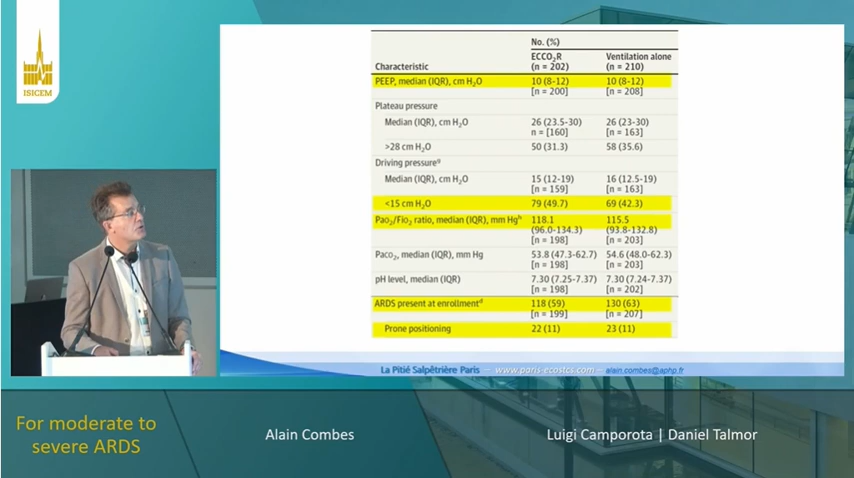 ISICEM
No. (%)
Characteristic ECCO₂R (n = 202) Ventilation alone (n = 210)
PEEP, median (IQR), cm H₂O 10 (8-12) [n = 200] 10 (8-12) [n = 208]
Plateau pressure
Median (IQR), cm H₂O 26 (23.5-30) n = [160] 26 (23-30) [n = 163]
>28 cm H₂O 50 (31.3) 58 (35.6)
Driving pressureᵍ
Median (IQR), cm H₂O 15 (12-19) [n = 159] 16 (12.5-19) [n = 163]
<15 cm H₂O 79 (49.7) 69 (42.3)
Pao₂/Fio₂ ratio, median (IQR), mm Hgʰ 118.1 (96.0-134.3) [n = 198] 115.5 (93.8-132.8) [n = 203]
Paco₂, median (IQR), mm Hg 53.8 (47.3-62.7) [n = 198] 54.6 (48.0-62.3) [n = 203]
pH level, median (IQR) 7.30 (7.25-7.37) [n = 198] 7.30 (7.24-7.37) [n = 202]
ARDS present at enrollmentᵈ 118 (59) [n = 199] 130 (63) [n = 207]
Prone positioning 22 (11) 23 (11)
La Pitié Salpêtrière Paris – www.paris-ecostcs.com – alain.combes@aphp.fr
For moderate to
severe ARDS
Alain Combes
Luigi Camporota | Daniel Talmor